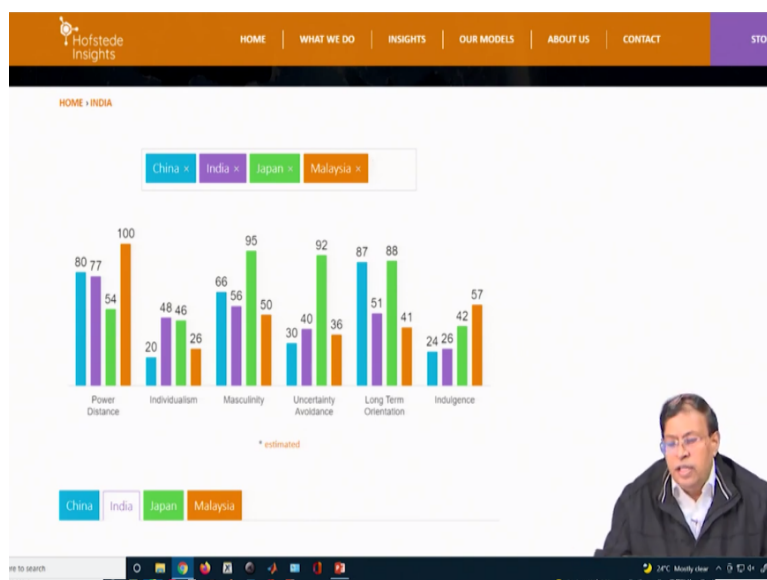 Hofstede
Insights
HOME
WHAT WE DO
INSIGHTS
OUR MODELS
ABOUT US
CONTACT
STO
HOME › INDIA
China × India × Japan × Malaysia ×
100
95
92
87 88
80 77
66
56
54
57
50
51
48 46
40
41
42
36
30
26
24 26
20
Power
Distance
Individualism
Masculinity
Uncertainty
Avoidance
Long Term
Orientation
Indulgence
* estimated
China India Japan Malaysia
re to search
24°C Mostly clear